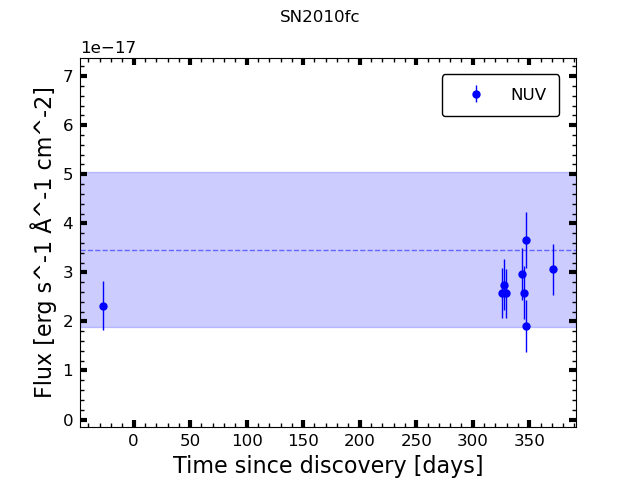 SN2010fc
1e−17
7
6
5
4
3
2
1
0
NUV
Flux [erg s^-1 Å^-1 cm^-2]
0 50 100 150 200 250 300 350
Time since discovery [days]